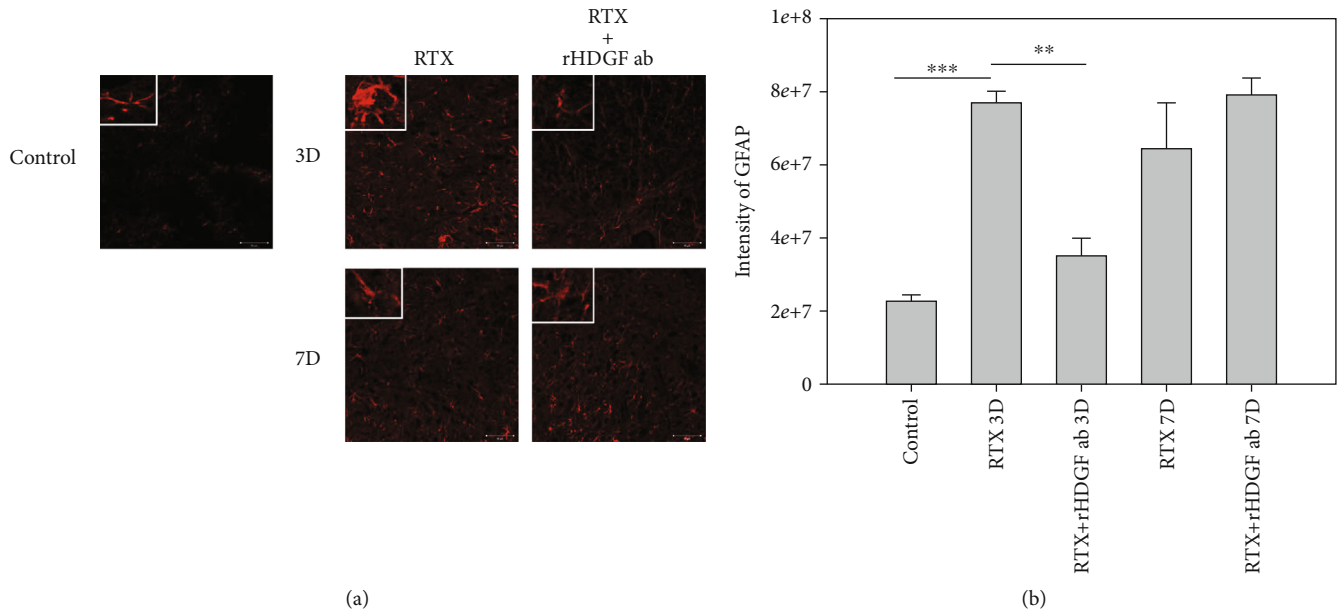 RTX
RTX
+
rHDGF ab
Control
3D
7D
(a)
1e+8
8e+7
6e+7
4e+7
2e+7
0
Intensity of GFAP
***
**
Control
RTX 3D
RTX+rHDGF ab 3D
RTX 7D
RTX+rHDGF ab 7D
(b)